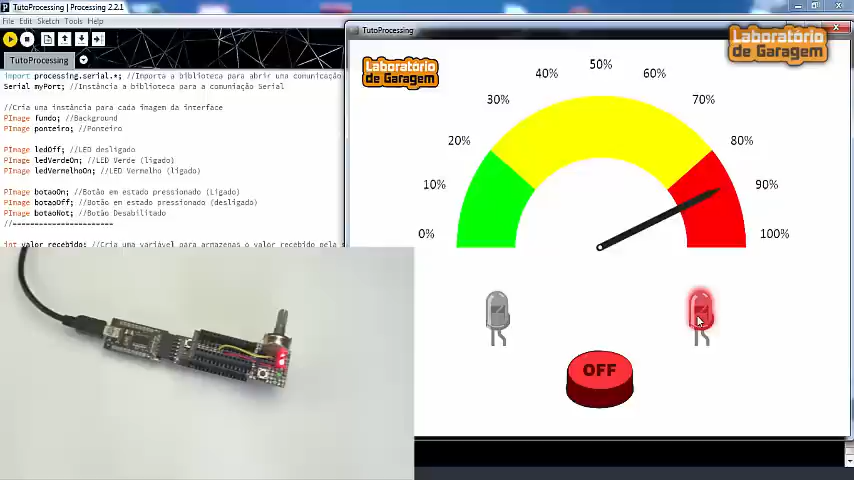 TutoProcessing | Processing 2.2.1
File Edit Sketch Tools Help
TutoProcessing
import processing.serial.*; //Importa a biblioteca para abrir uma comunicação
Serial myPort; //Instância a biblioteca para a comuniação Serial
//Cria uma instância para cada imagem da interface
PImage fundo; //Background
PImage ponteiro; //Ponteiro
PImage ledOff; //LED desligado
PImage ledVerdeOn; //LED Verde (ligado)
PImage ledVermelhoOn; //LED Vermelho (ligado)
PImage botaoOn; //Botão em estado pressionado (Ligado)
PImage botaoOff; //Botão em estado pressionado (desligado)
PImage botaoNot; //Botão Desabilitado
//=======================
int valor_recebido; //Cria uma variável para armazenas o valor recebido pela
TutoProcessing
Laboratório
de Garagem
Laboratório
de Garagem
0%
10%
20%
30%
40%
50%
60%
70%
80%
90%
100%
OFF